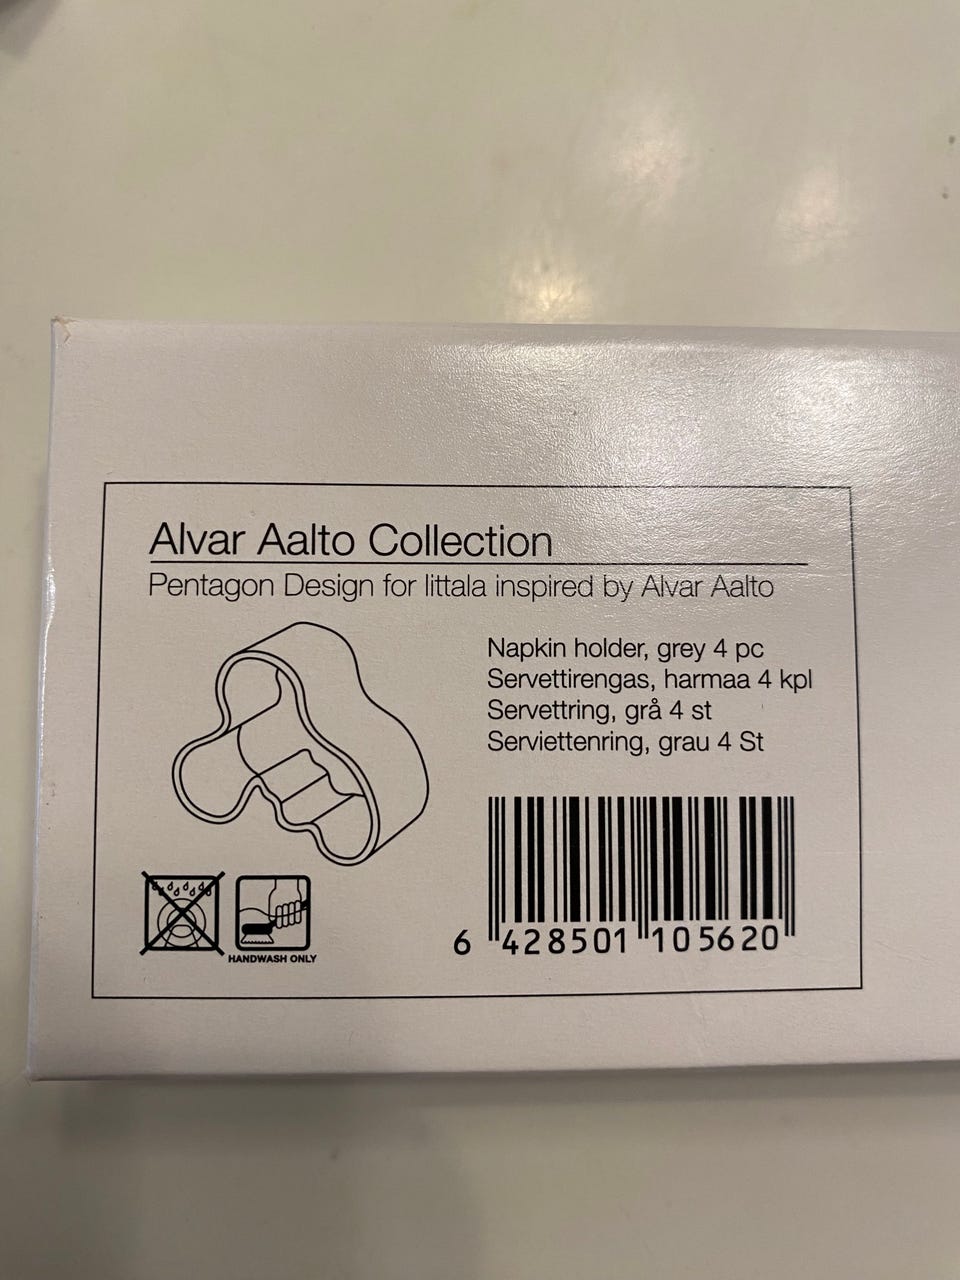 Alvar Aalto Collection
Pentagon Design for Iittala inspired by Alvar Aalto
Napkin holder, grey 4 pc
Servettirengas, harmaa 4 kpl
Servettring, grå 4 st
Serviettenring, grau 4 St
HANDWASH ONLY
6 428501 105620